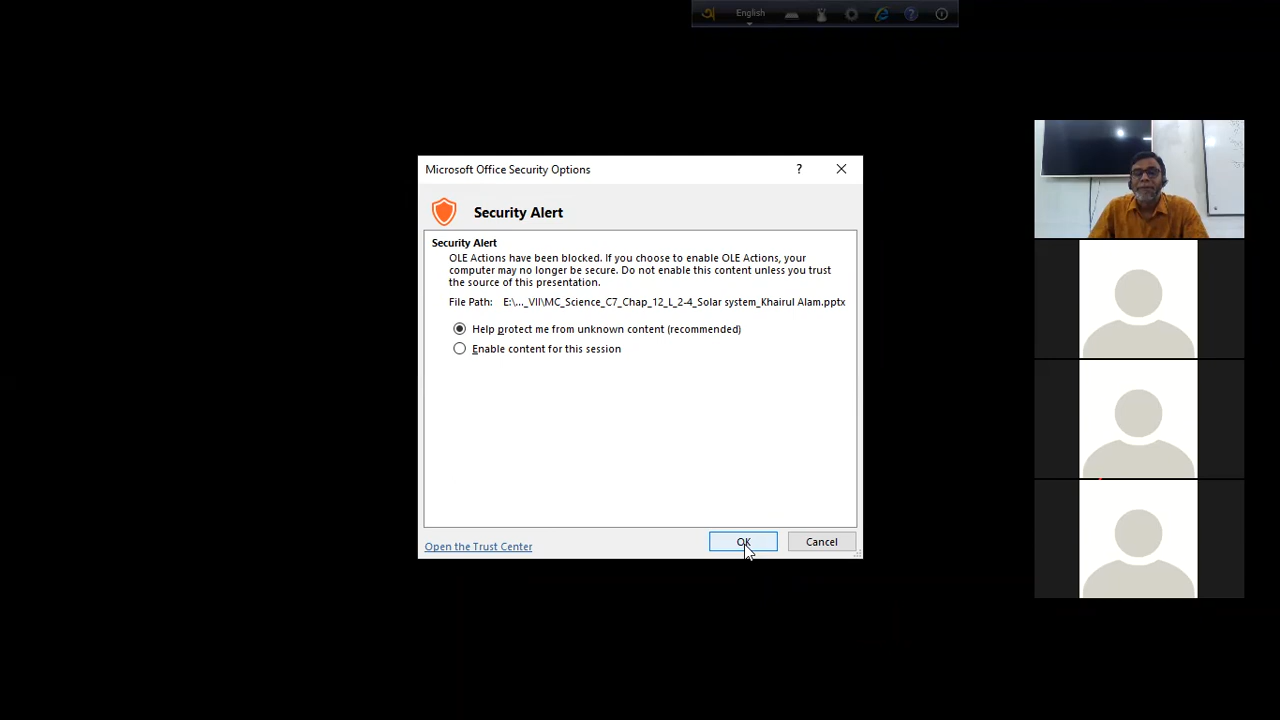 English
Microsoft Office Security Options
?
Security Alert
Security Alert
OLE Actions have been blocked. If you choose to enable OLE Actions, your
computer may no longer be secure. Do not enable this content unless you trust
the source of this presentation.
File Path: E:\..._VII\MC_Science_C7_Chap_12_L_2-4_Solar system_Khairul Alam.pptx
Help protect me from unknown content (recommended)
Enable content for this session
Open the Trust Center
OK
Cancel